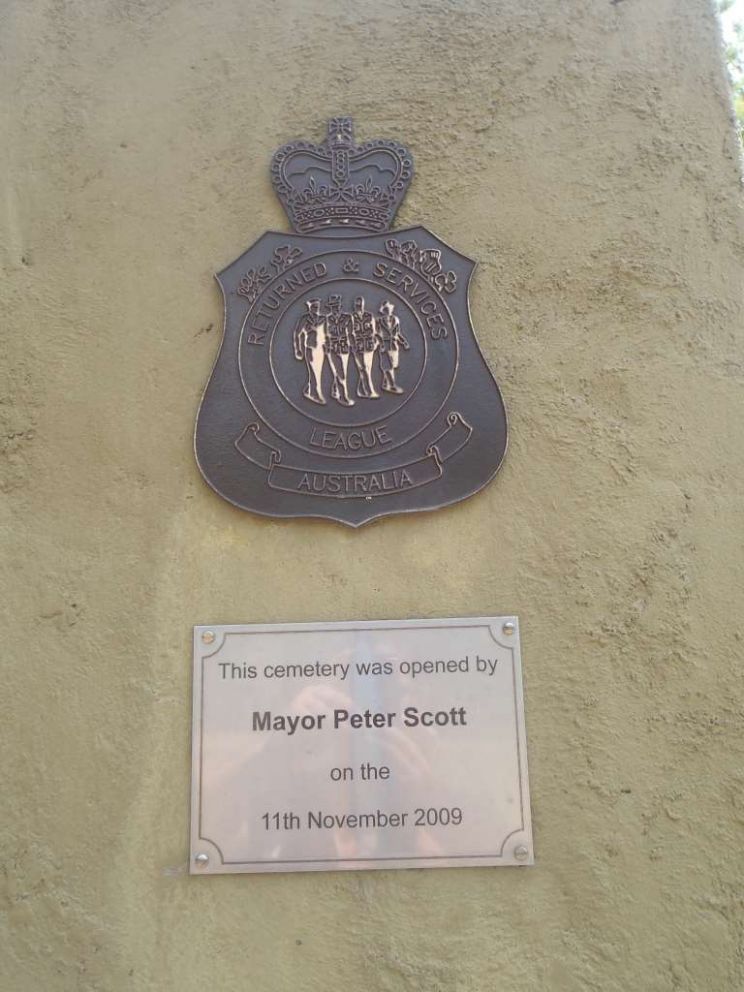 RETURNED & SERVICES
LEAGUE
AUSTRALIA
This cemetery was opened by
Mayor Peter Scott
on the
11th November 2009